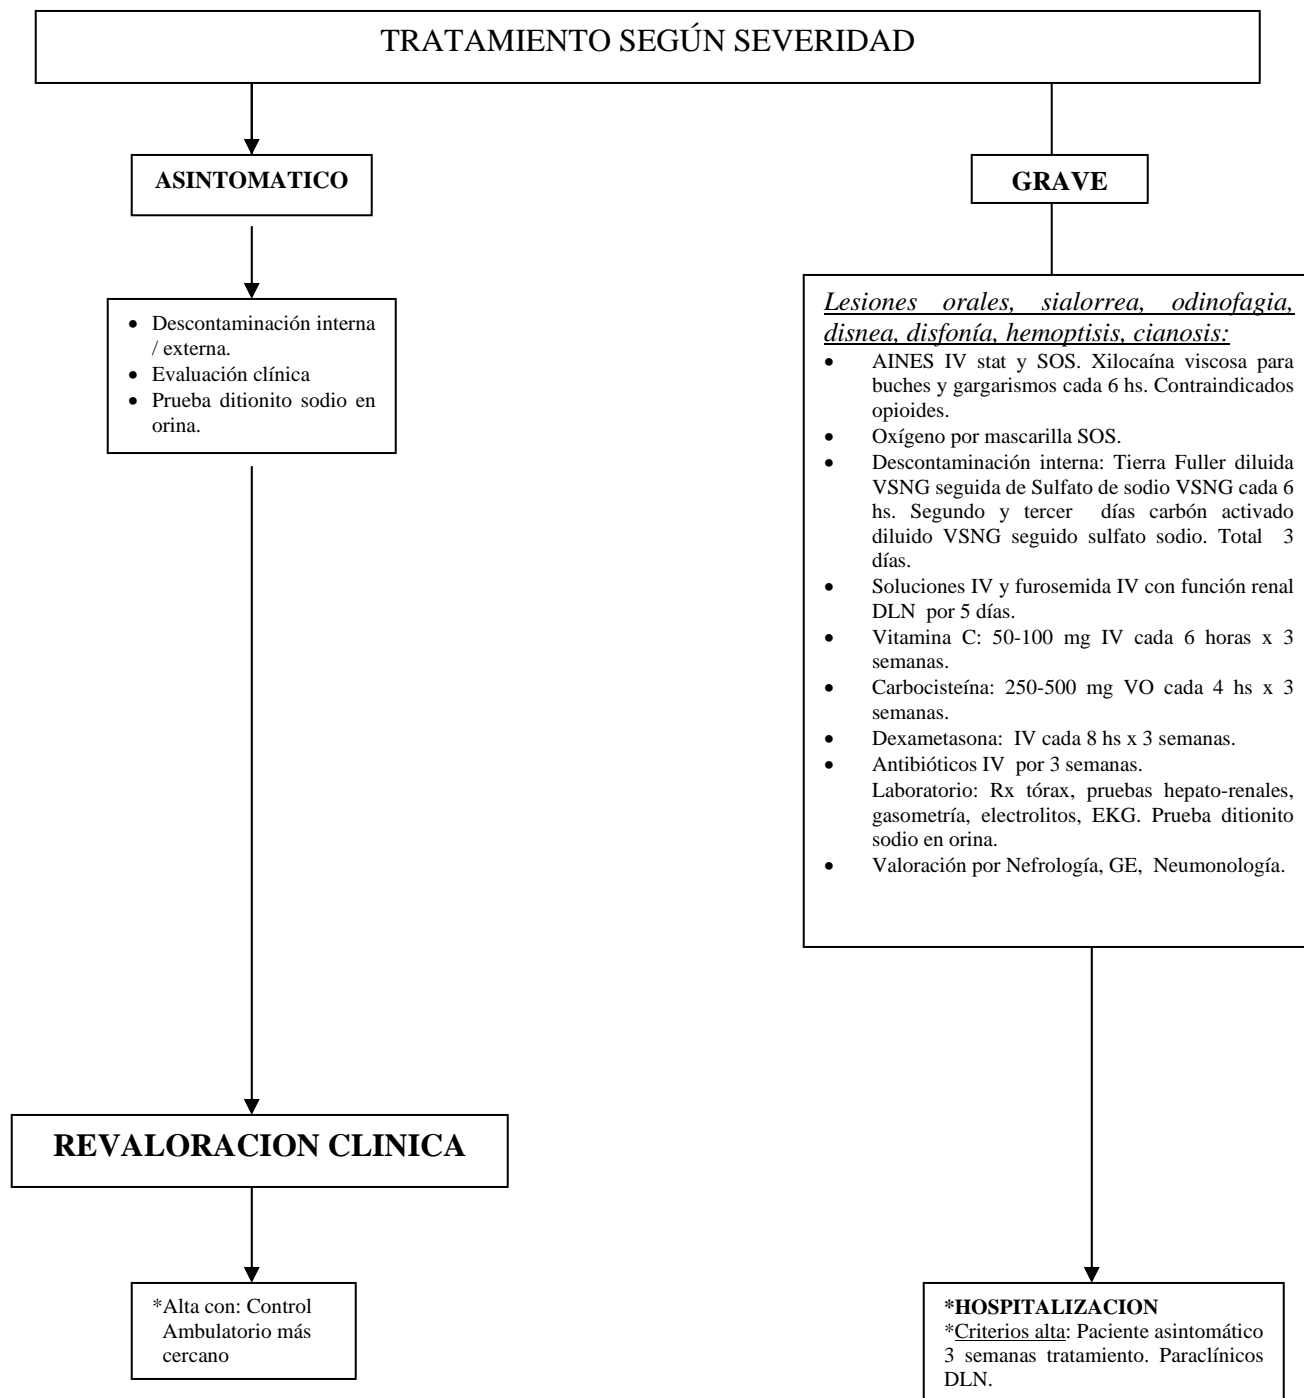 TRATAMIENTO SEGÚN SEVERIDAD
ASINTOMATICO
• Descontaminación interna
/ externa.
• Evaluación clínica
• Prueba ditionito sodio en
orina.
REVALORACION CLINICA
*Alta con: Control
Ambulatorio más
cercano
GRAVE
Lesiones orales, sialorrea, odinofagia,
disnea, disfonía, hemoptisis, cianosis:
• AINES IV stat y SOS. Xilocaína viscosa para
buches y gargarismos cada 6 hs. Contraindicados
opioides.
• Oxígeno por mascarilla SOS.
• Descontaminación interna: Tierra Fuller diluida
VSNG seguida de Sulfato de sodio VSNG cada 6
hs. Segundo y tercer días carbón activado
diluido VSNG seguido sulfato sodio. Total 3
días.
• Soluciones IV y furosemida IV con función renal
DLN por 5 días.
• Vitamina C: 50-100 mg IV cada 6 horas x 3
semanas.
• Carbocisteína: 250-500 mg VO cada 4 hs x 3
semanas.
• Dexametasona: IV cada 8 hs x 3 semanas.
• Antibióticos IV por 3 semanas.
Laboratorio: Rx tórax, pruebas hepato-renales,
gasometría, electrolitos, EKG. Prueba ditionito
sodio en orina.
• Valoración por Nefrología, GE, Neumonología.
*HOSPITALIZACION
*Criterios alta: Paciente asintomático
3 semanas tratamiento. Paraclínicos
DLN.